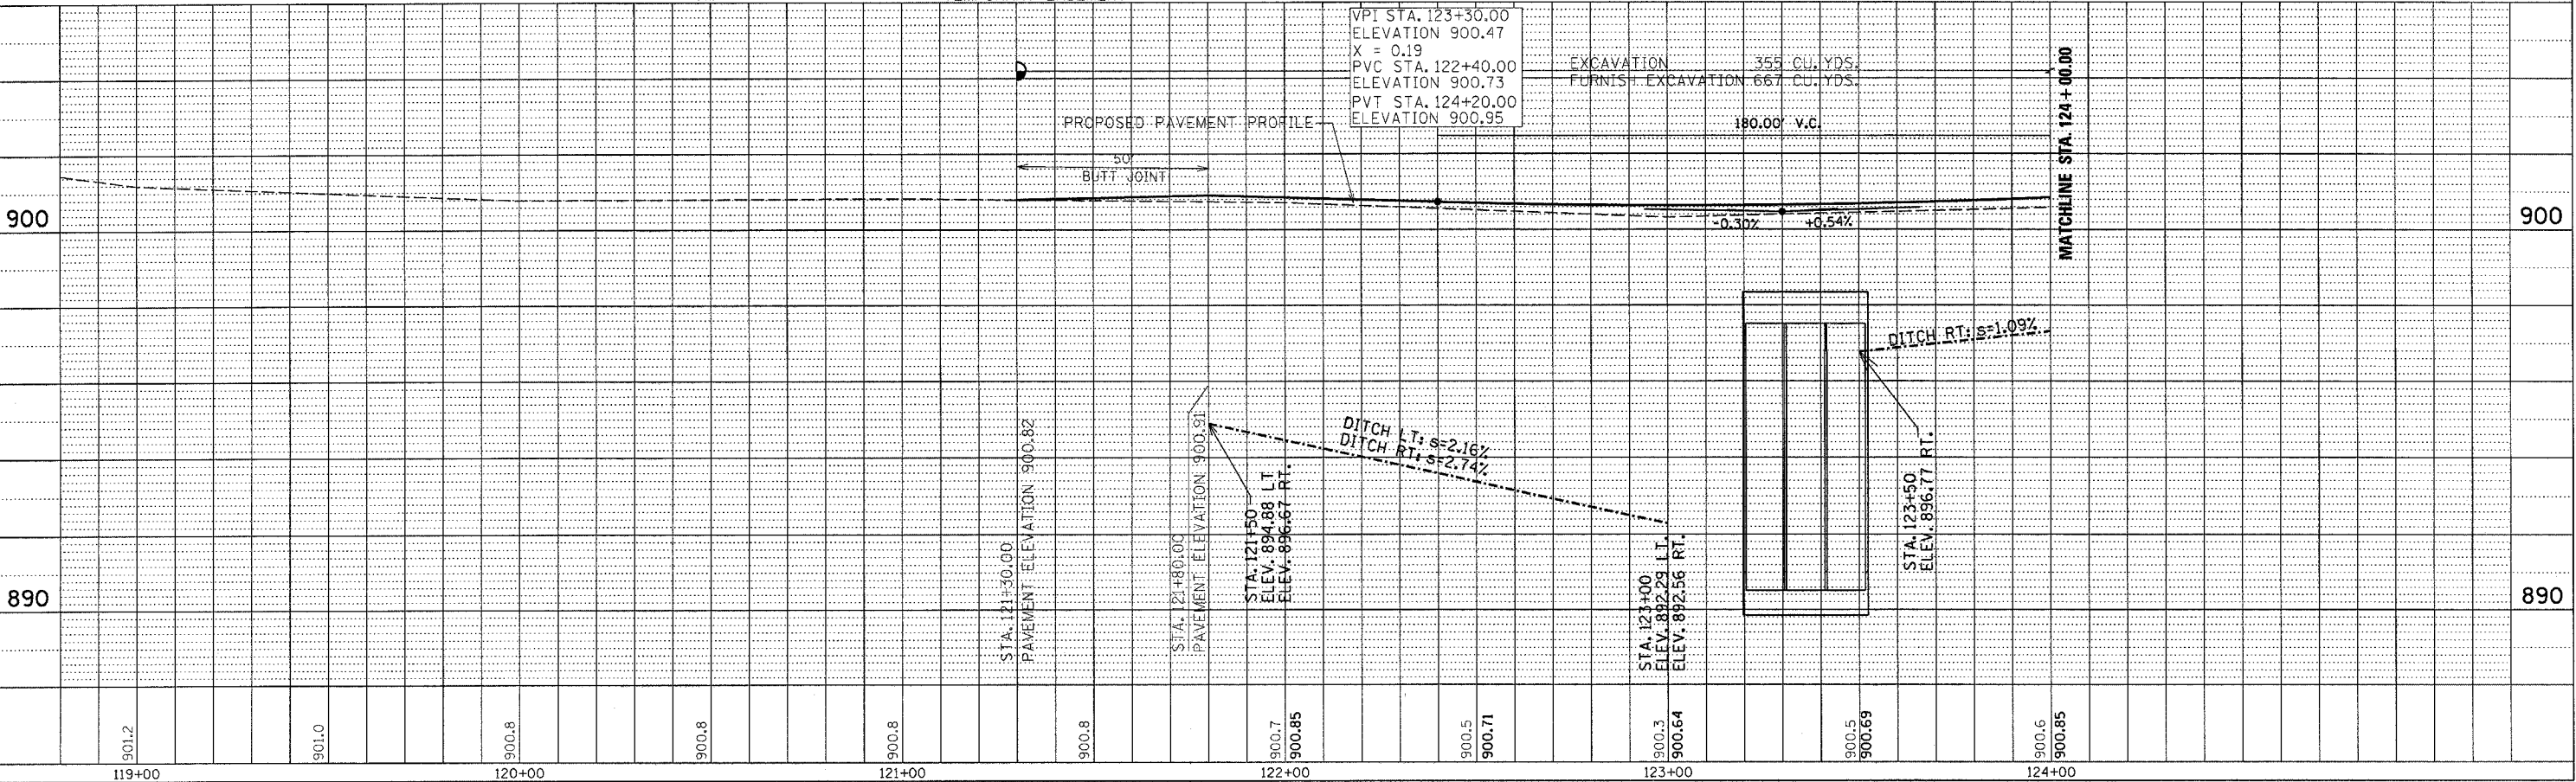 VPI STA. 123+30.00
ELEVATION 900.47
X = 0.19
PVC STA. 122+40.00
ELEVATION 900.73
PVT STA. 124+20.00
ELEVATION 900.95
EXCAVATION 355 CU. YDS.
FURNISH EXCAVATION 667 CU. YDS.
180.00' V.C.
MATCHLINE STA. 124+00.00
PROPOSED PAVEMENT PROFILE
50'
BUTT JOINT
900
900
-0.30%
+0.54%
DITCH RT: s=1.09%
DITCH LT: s=2.16%
DITCH RT: s=2.74%
STA. 121+30.00
PAVEMENT ELEVATION 900.82
STA. 121+80.00
PAVEMENT ELEVATION 900.91
STA. 121+50
ELEV. 894.88 LT
ELEV. 896.67 RT.
STA. 123+00
ELEV. 892.29 LT.
ELEV. 892.56 RT.
STA. 123+50
ELEV. 896.77 RT.
890
890
901.2
901.0
900.8
900.8
900.8
900.8
900.7
900.85
900.5
900.71
900.3
900.64
900.5
900.69
900.6
900.85
119+00
120+00
121+00
122+00
123+00
124+00